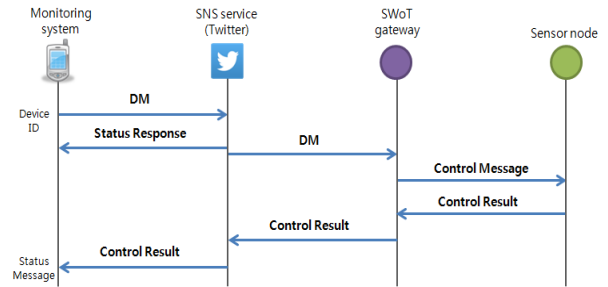 Monitoring
system
SNS service
(Twitter)
SWoT
gateway
Sensor node
Device
ID
DM
Status Response
DM
Control Message
Control Result
Control Result
Control Result
Status
Message